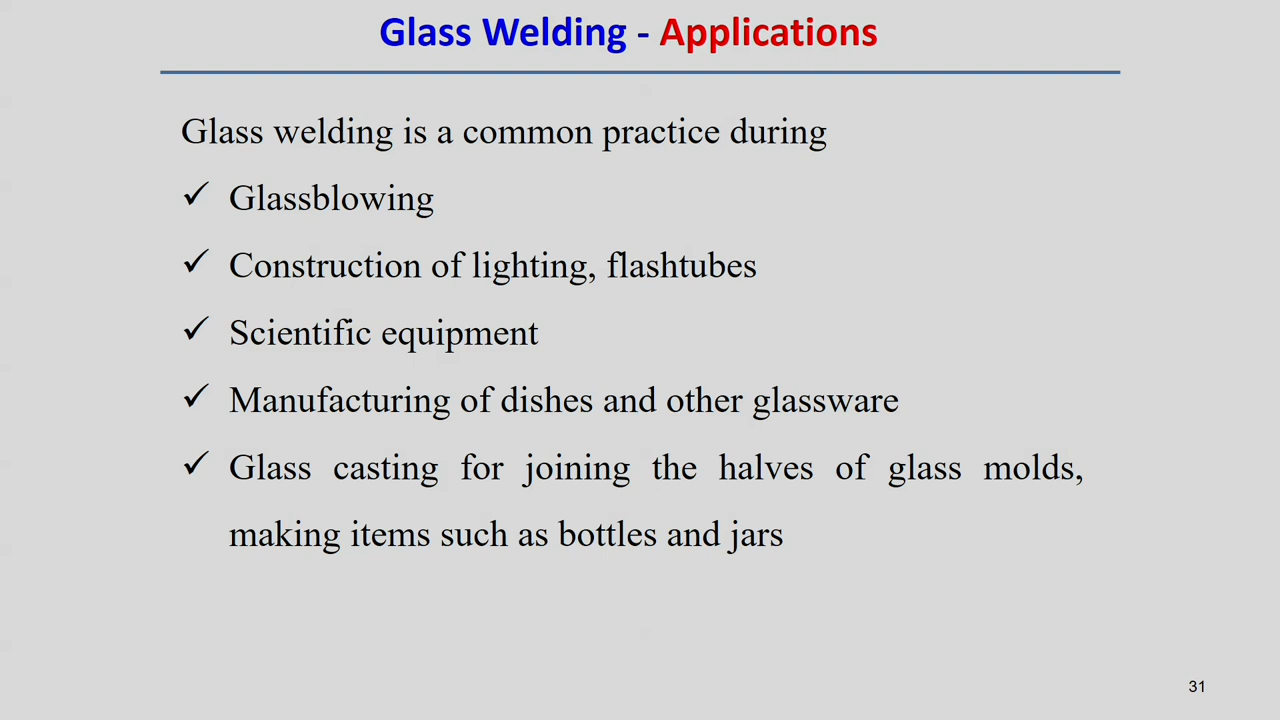 Glass Welding - Applications
Glass welding is a common practice during
✓ Glassblowing
✓ Construction of lighting, flashtubes
✓ Scientific equipment
✓ Manufacturing of dishes and other glassware
✓ Glass casting for joining the halves of glass molds,
making items such as bottles and jars
31